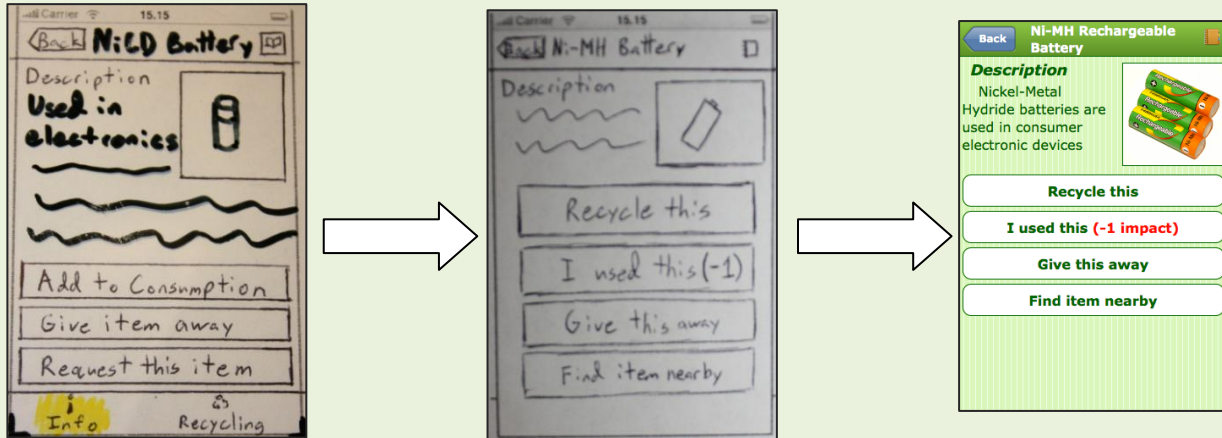 Carrier 15.15
Back NiCD Battery
Description
Used in
electronics
Add to Consumption
Give item away
Request this item
Info Recycling
Carrier 15.15
Back Ni-MH Battery
Description
Recycle this
I used this (-1)
Give this away
Find item nearby
Back Ni-MH Rechargeable
Battery
Description
Nickel-Metal
Hydride batteries are
used in consumer
electronic devices
Rechargeable
Rechargeable
Rechargeable
Recycle this
I used this (-1 impact)
Give this away
Find item nearby